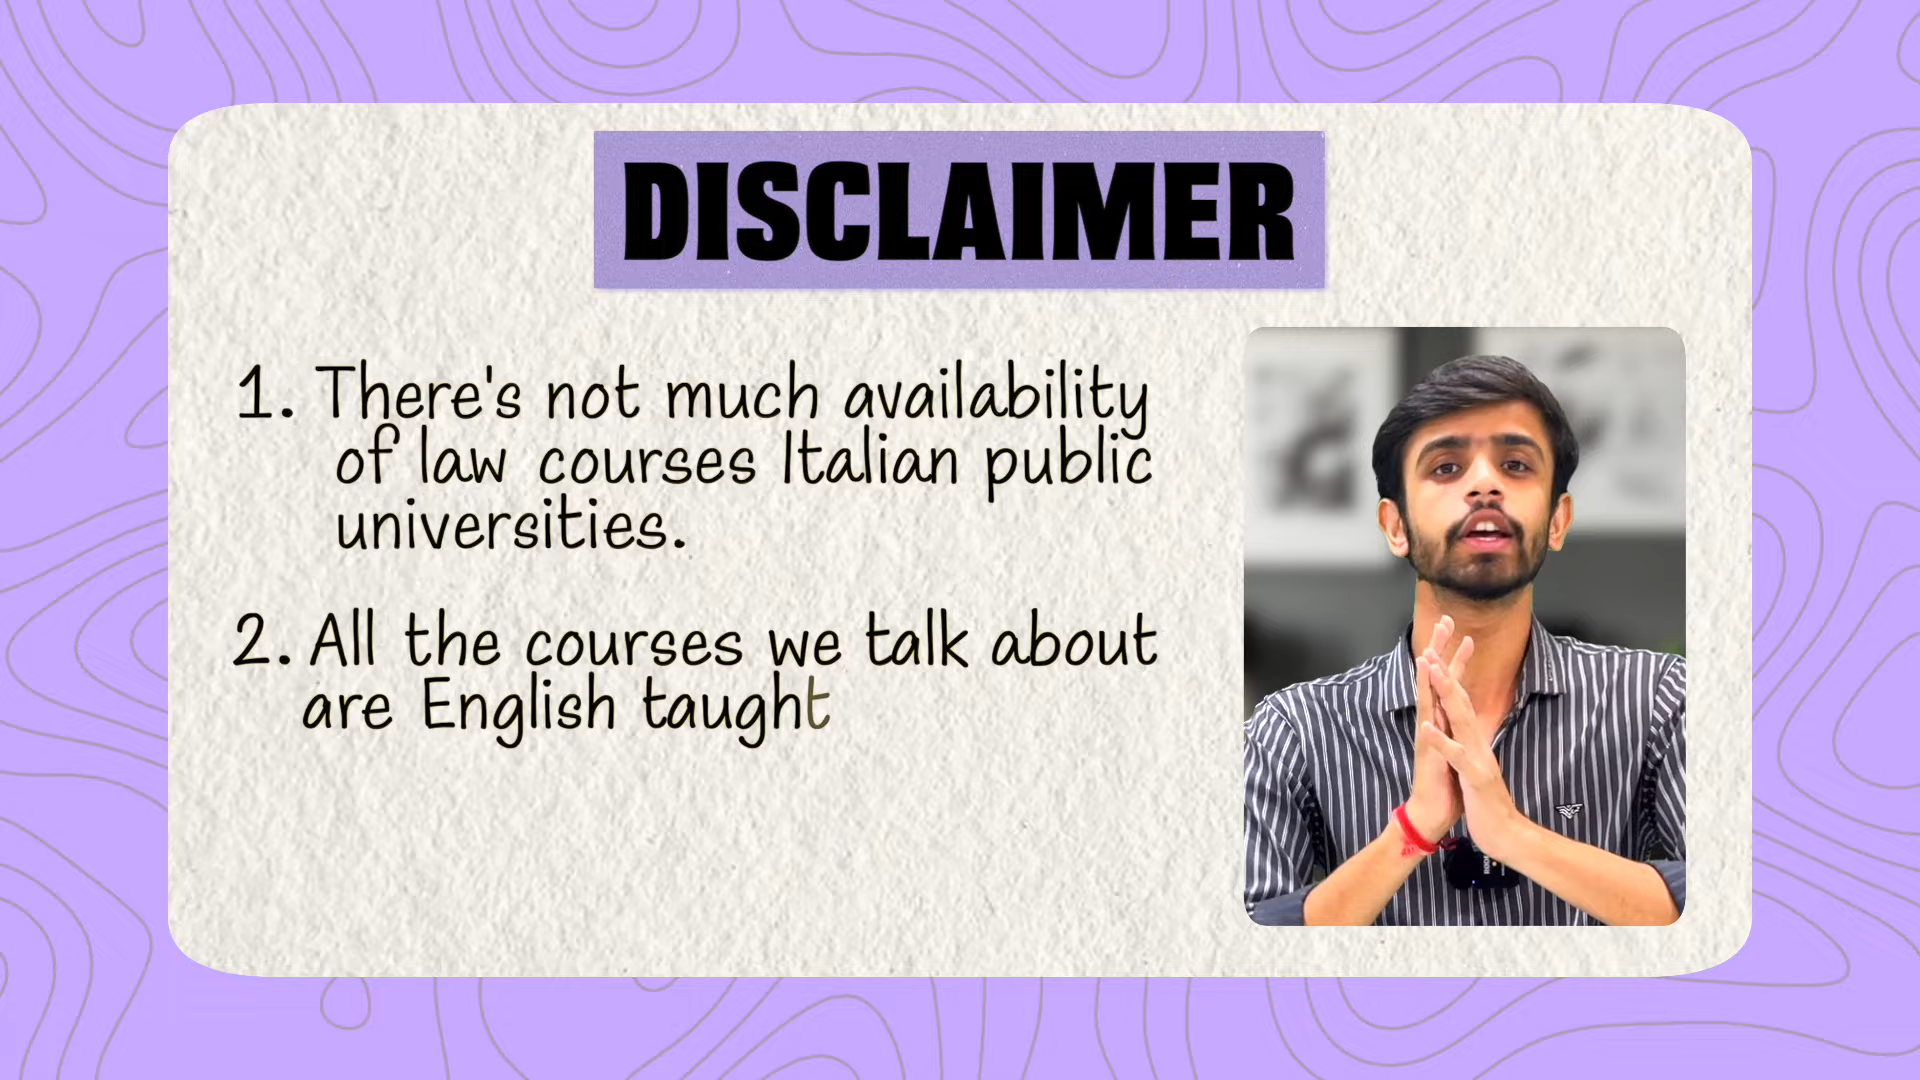 DISCLAIMER
1. There's not much availability
of law courses Italian public
universities.
2. All the courses we talk about
are English taught